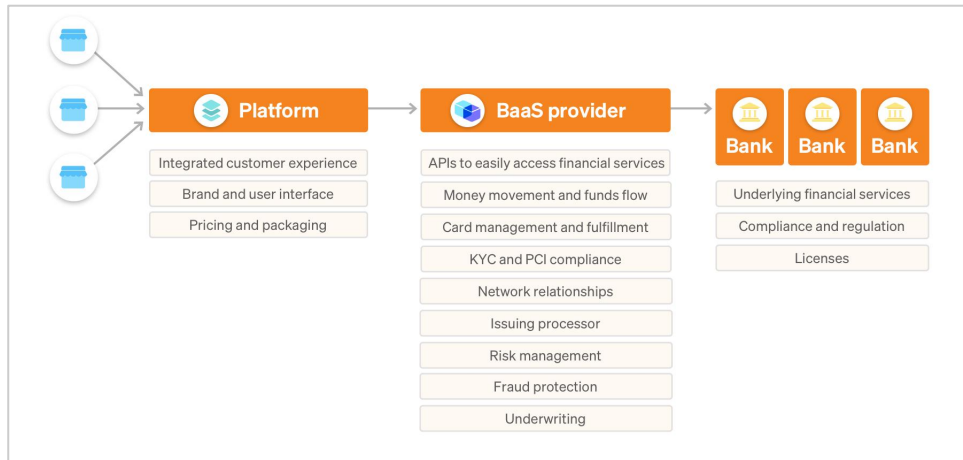 Platform
Integrated customer experience
Brand and user interface
Pricing and packaging
BaaS provider
APIs to easily access financial services
Money movement and funds flow
Card management and fulfillment
KYC and PCI compliance
Network relationships
Issuing processor
Risk management
Fraud protection
Underwriting
Bank
Bank
Bank
Underlying financial services
Compliance and regulation
Licenses